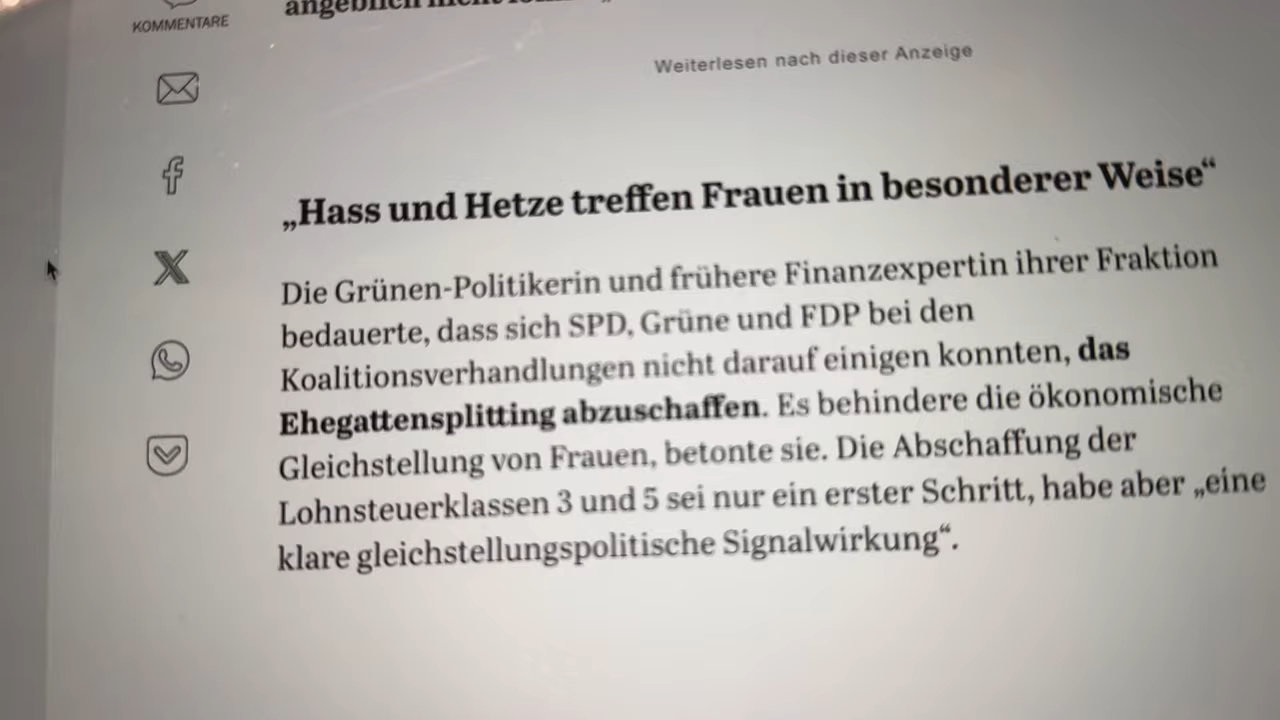 KOMMENTARE
angeblich nicht
Weiterlesen nach dieser Anzeige
„Hass und Hetze treffen Frauen in besonderer Weise“
Die Grünen-Politikerin und frühere Finanzexpertin ihrer Fraktion
bedauerte, dass sich SPD, Grüne und FDP bei den
Koalitionsverhandlungen nicht darauf einigen konnten, das
Ehegattensplitting abzuschaffen. Es behindere die ökonomische
Gleichstellung von Frauen, betonte sie. Die Abschaffung der
Lohnsteuerklassen 3 und 5 sei nur ein erster Schritt, habe aber „eine
klare gleichstellungspolitische Signalwirkung“.